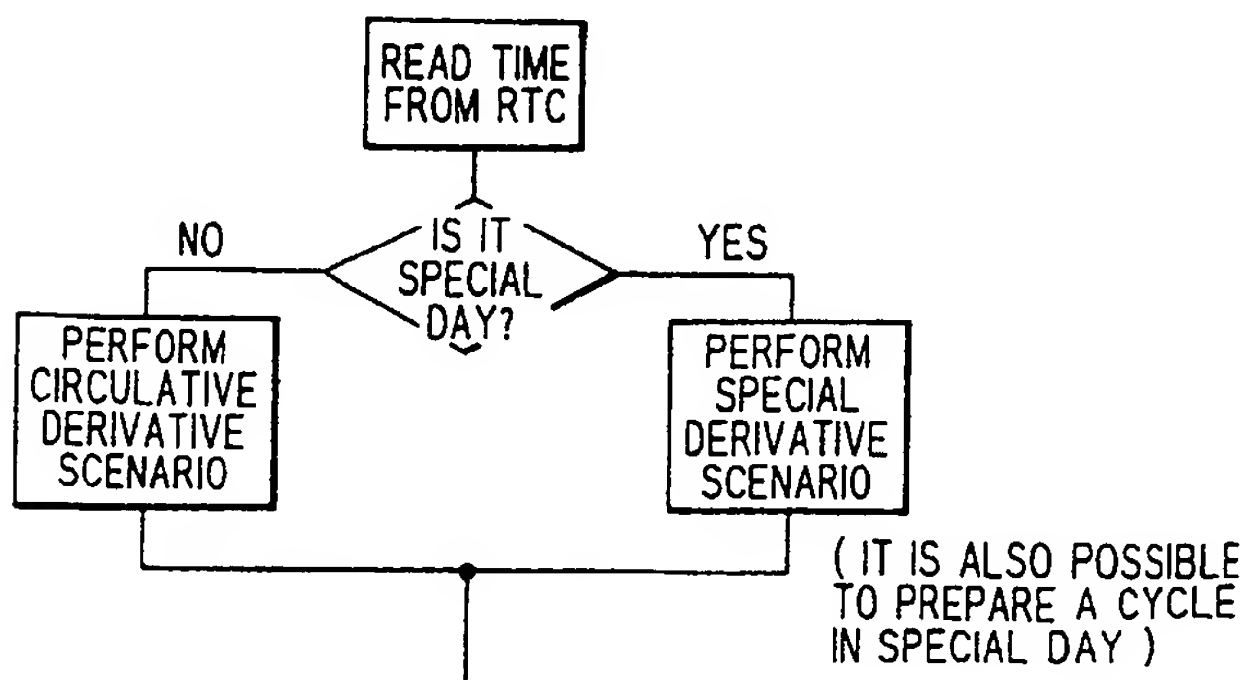 READ TIME
FROM RTC
IS IT
SPECIAL
DAY?
NO
YES
PERFORM
CIRCULATIVE
DERIVATIVE
SCENARIO
PERFORM
SPECIAL
DERIVATIVE
SCENARIO
( IT IS ALSO POSSIBLE
TO PREPARE A CYCLE
IN SPECIAL DAY )